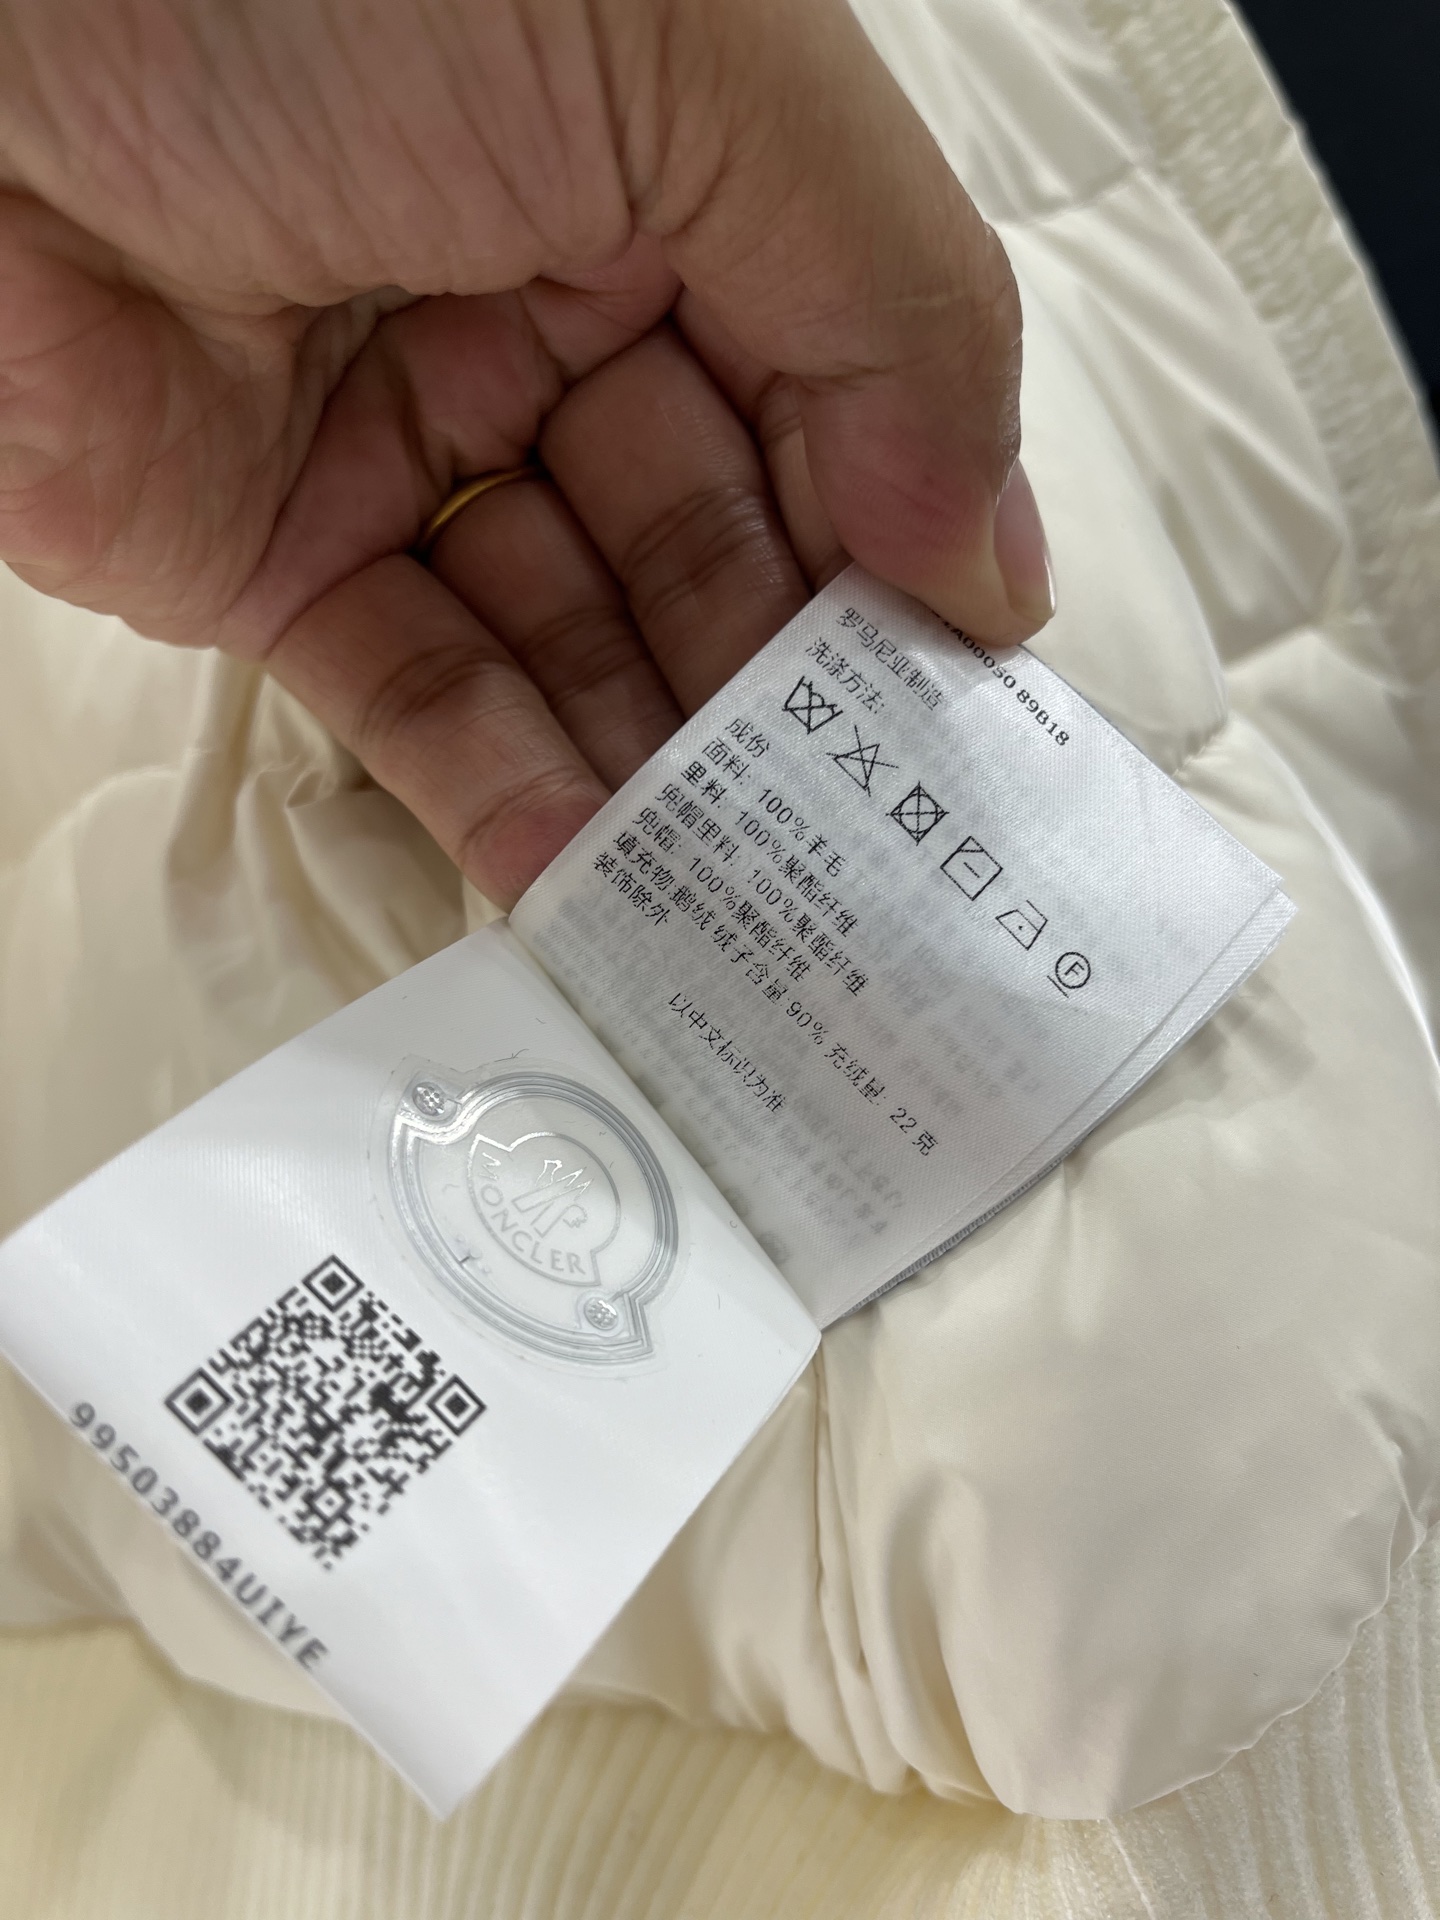 A00050 89B18
罗马尼亚制造
洗涤方法:
F
成份
面料: 100%羊毛
里料: 100%聚酯纤维
兜帽里料: 100%聚酯纤维
兜帽: 100%聚酯纤维
填充物:鹅绒 绒子含量:90% 充绒量: 22 克
装饰除外
以中文标识为准
MONCLER
99503884UIYE